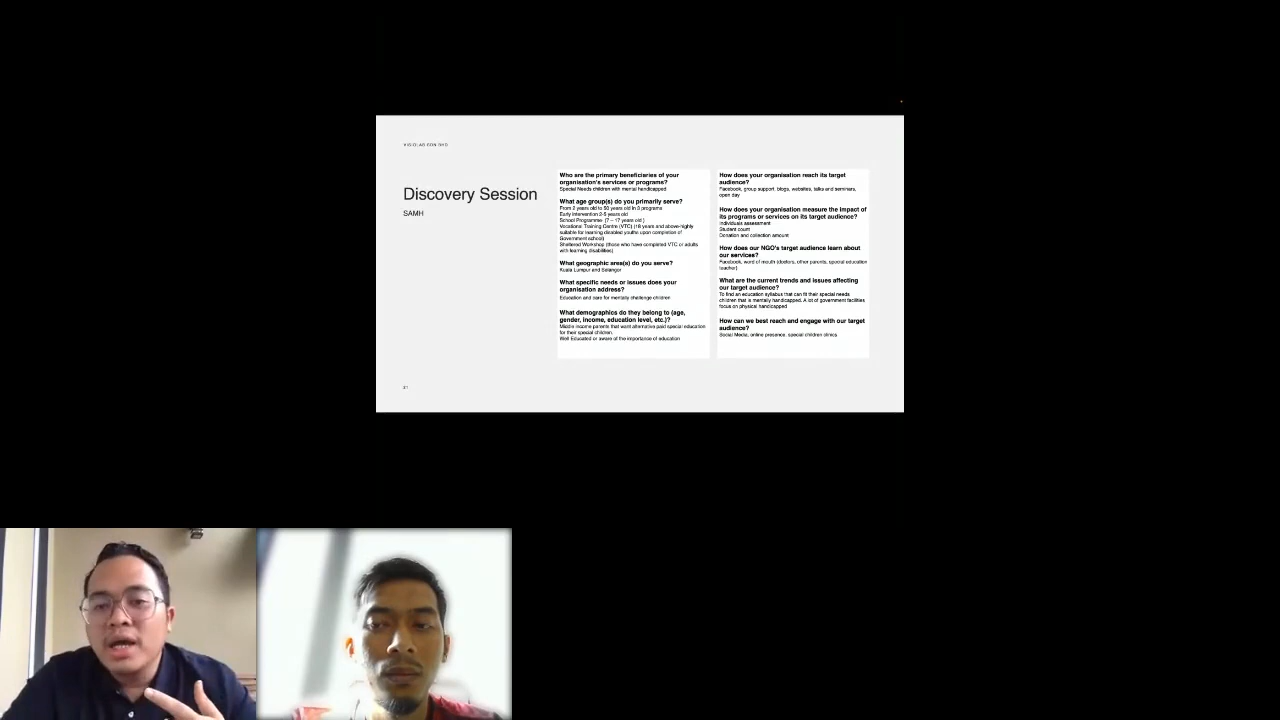 VISIOLAB SDN BHD
Discovery Session
SAMH
Who are the primary beneficiaries of your
organisation's services or programs?
Special Needs children with mental handicapped
What age group(s) do you primarily serve?
From 2 years old to 50 years old in 3 programs
Early intervention 2-6 years old
School Programme (7 – 17 years old )
Vocational Training Centre (VTC) (18 years and above-highly
suitable for learning disabled youths upon completion of
Government school)
Sheltered Workshop (those who have completed VTC or adults
with learning disabilities)
What geographic area(s) do you serve?
Kuala Lumpur and Selangor
What specific needs or issues does your
organisation address?
Education and care for mentally challenge children
What demographics do they belong to (age,
gender, income, education level, etc.)?
Middle income parents that want alternative paid special education
for their special children.
Well Educated or aware of the importance of education
How does your organisation reach its target
audience?
Facebook, group support, blogs, websites, talks and seminars,
open day
How does your organisation measure the impact of
its programs or services on its target audience?
Individuals assessment
Student count
Donation and collection amount
How does our NGO's target audience learn about
our services?
Facebook, word of mouth (doctors, other parents, special education
teacher)
What are the current trends and issues affecting
our target audience?
To find an education syllabus that can fit their special needs
children that is mentally handicapped. A lot of government facilities
focus on physical handicapped
How can we best reach and engage with our target
audience?
Social Media, online presence, special children clinics